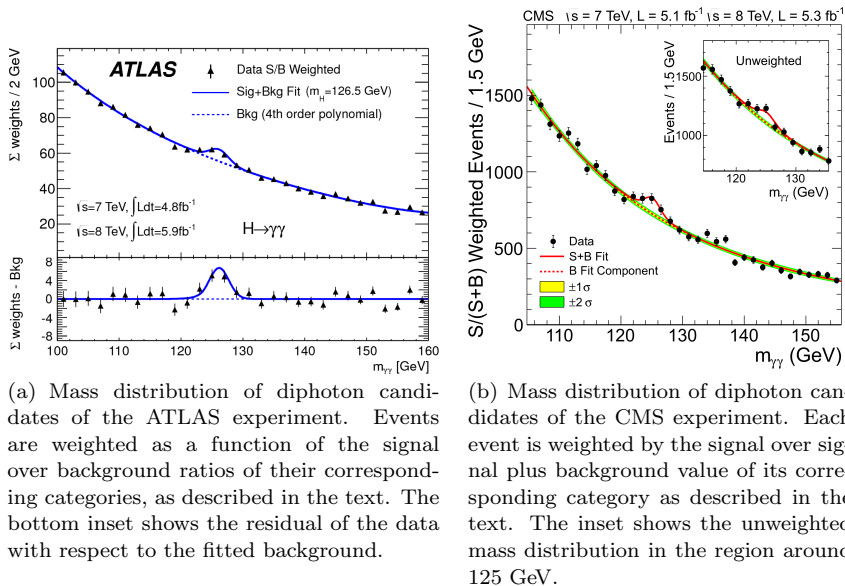 ATLAS
Data S/B Weighted
Sig+Bkg Fit (m_H=126.5 GeV)
Bkg (4th order polynomial)
Σ weights / 2 GeV
100
80
60
40
20
√s=7 TeV, ∫Ldt=4.8fb⁻¹
√s=8 TeV, ∫Ldt=5.9fb⁻¹
H→γγ
Σ weights - Bkg
8
4
0
-4
-8
100 110 120 130 140 150 160
m_γγ [GeV]
(a) Mass distribution of diphoton candi-
dates of the ATLAS experiment. Events
are weighted as a function of the signal
over background ratios of their correspond-
ing categories, as described in the text. The
bottom inset shows the residual of the data
with respect to the fitted background.
CMS √s = 7 TeV, L = 5.1 fb⁻¹ √s = 8 TeV, L = 5.3 fb⁻¹
S/(S+B) Weighted Events / 1.5 GeV
1500
1000
500
0
Unweighted
Events / 1.5 GeV
1500
1000
120 130
m_γγ (GeV)
Data
S+B Fit
B Fit Component
±1σ
±2 σ
110 120 130 140 150
m_γγ (GeV)
(b) Mass distribution of diphoton can-
didates of the CMS experiment. Each
event is weighted by the signal over sig-
nal plus background value of its corre-
sponding category as described in the
text. The inset shows the unweighted
mass distribution in the region around
125 GeV.